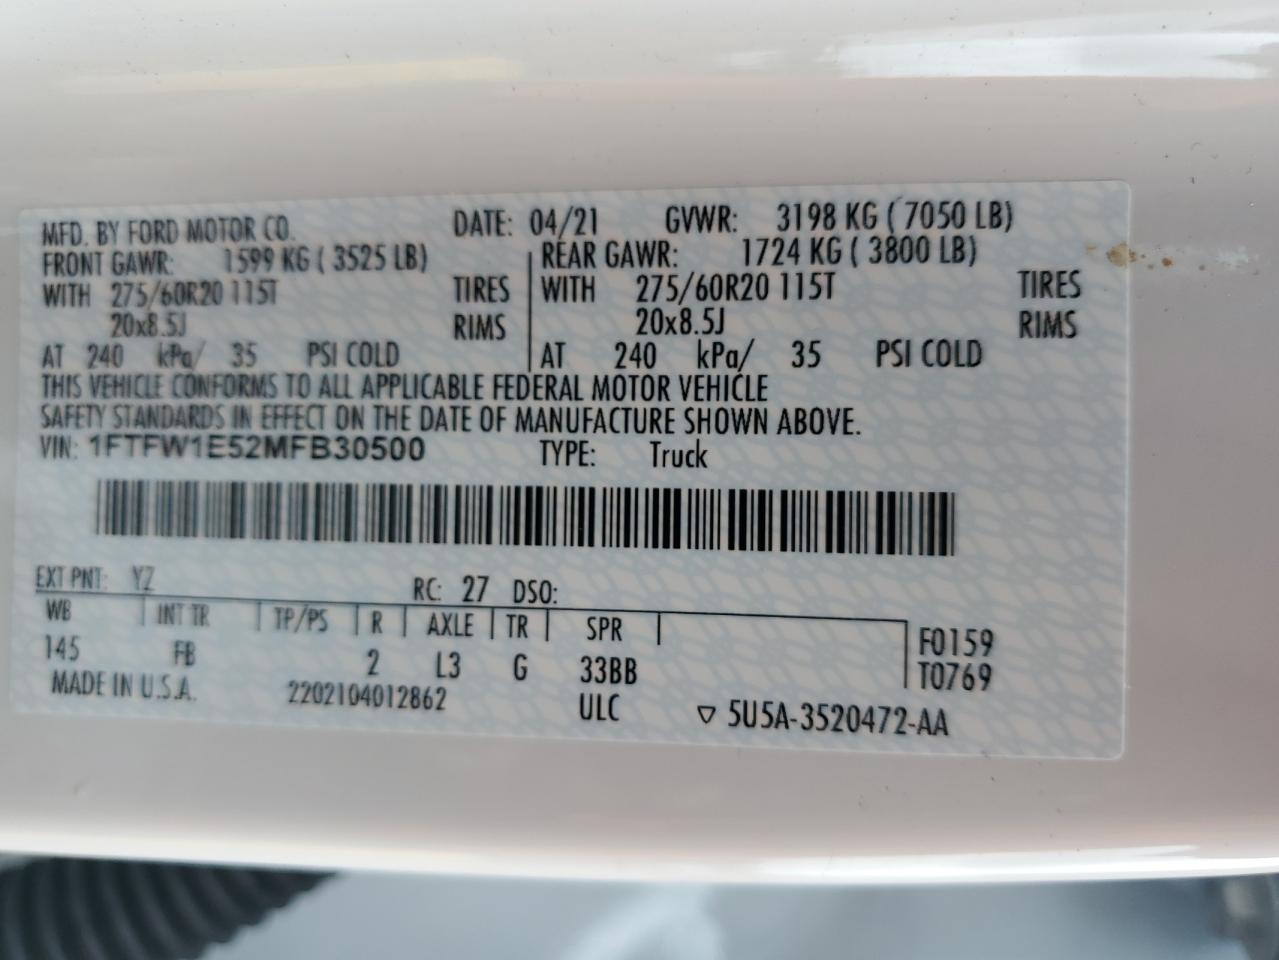 MFD. BY FORD MOTOR CO. DATE: 04/21 GVWR: 3198 KG ( 7050 LB)
FRONT GAWR: 1599 KG ( 3525 LB) REAR GAWR: 1724 KG ( 3800 LB)
WITH 275/60R20 115T TIRES WITH 275/60R20 115T TIRES
20x8.5J RIMS 20x8.5J RIMS
AT 240 kPa/ 35 PSI COLD AT 240 kPa/ 35 PSI COLD
THIS VEHICLE CONFORMS TO ALL APPLICABLE FEDERAL MOTOR VEHICLE
SAFETY STANDARDS IN EFFECT ON THE DATE OF MANUFACTURE SHOWN ABOVE.
VIN: 1FTFW1E52MFB30500 TYPE: Truck
EXT PNT: YZ RC: 27 DSO:
WB INT TR TP/PS R AXLE TR SPR F0159
145 FB 2 L3 G 33BB T0769
MADE IN U.S.A. 2202104012862 ULC ▽ 5U5A-3520472-AA